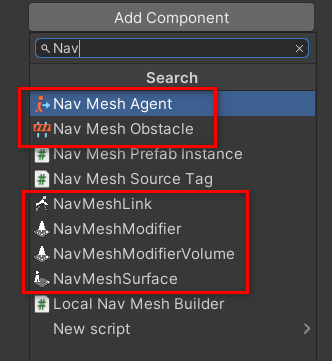 Add Component
Nav
Search
Nav Mesh Agent
Nav Mesh Obstacle
Nav Mesh Prefab Instance
Nav Mesh Source Tag
NavMeshLink
NavMeshModifier
NavMeshModifierVolume
NavMeshSurface
Local Nav Mesh Builder
New script